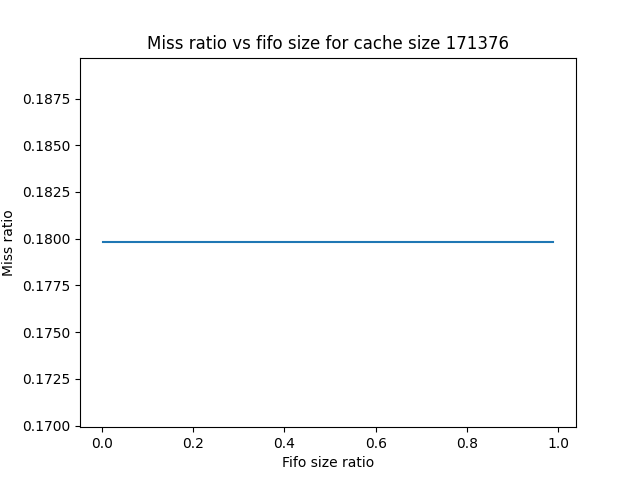 Miss ratio vs fifo size for cache size 171376
0.1875
0.1850
0.1825
0.1800
0.1775
0.1750
0.1725
0.1700
Miss ratio
0.0 0.2 0.4 0.6 0.8 1.0
Fifo size ratio